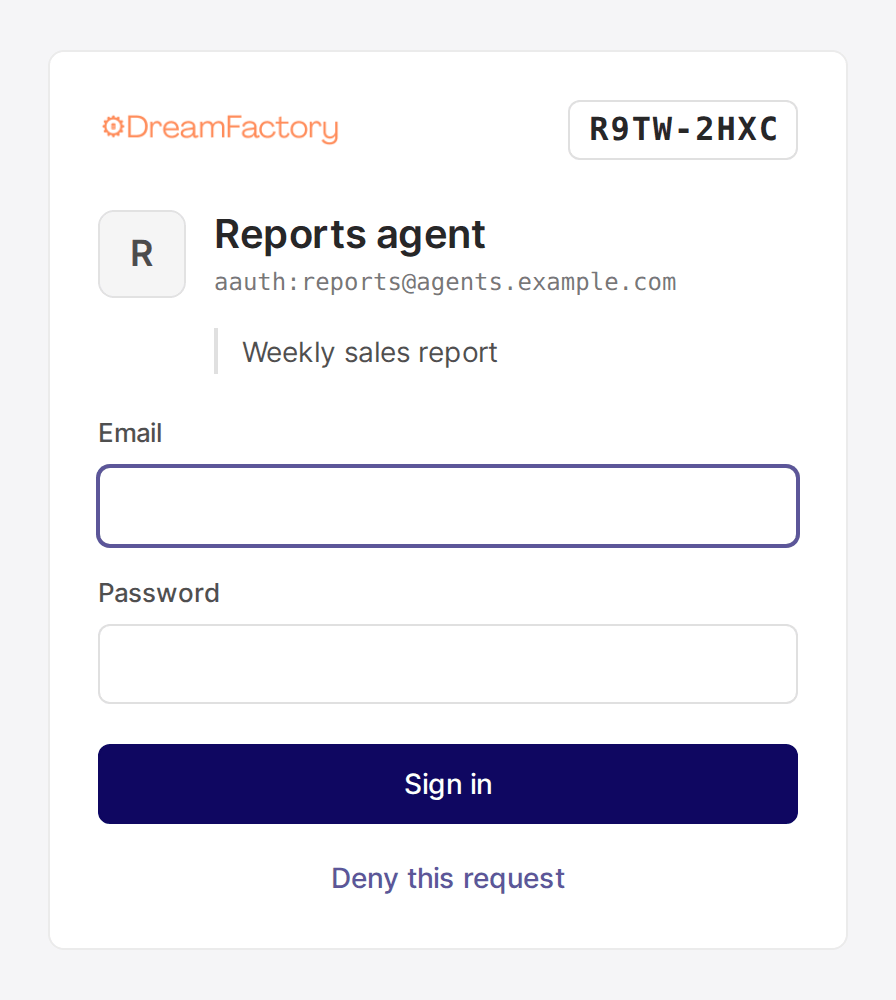 DreamFactory
R9TW-2HXC
R
Reports agent
aauth:reports@agents.example.com
Weekly sales report
Email
Password
Sign in
Deny this request